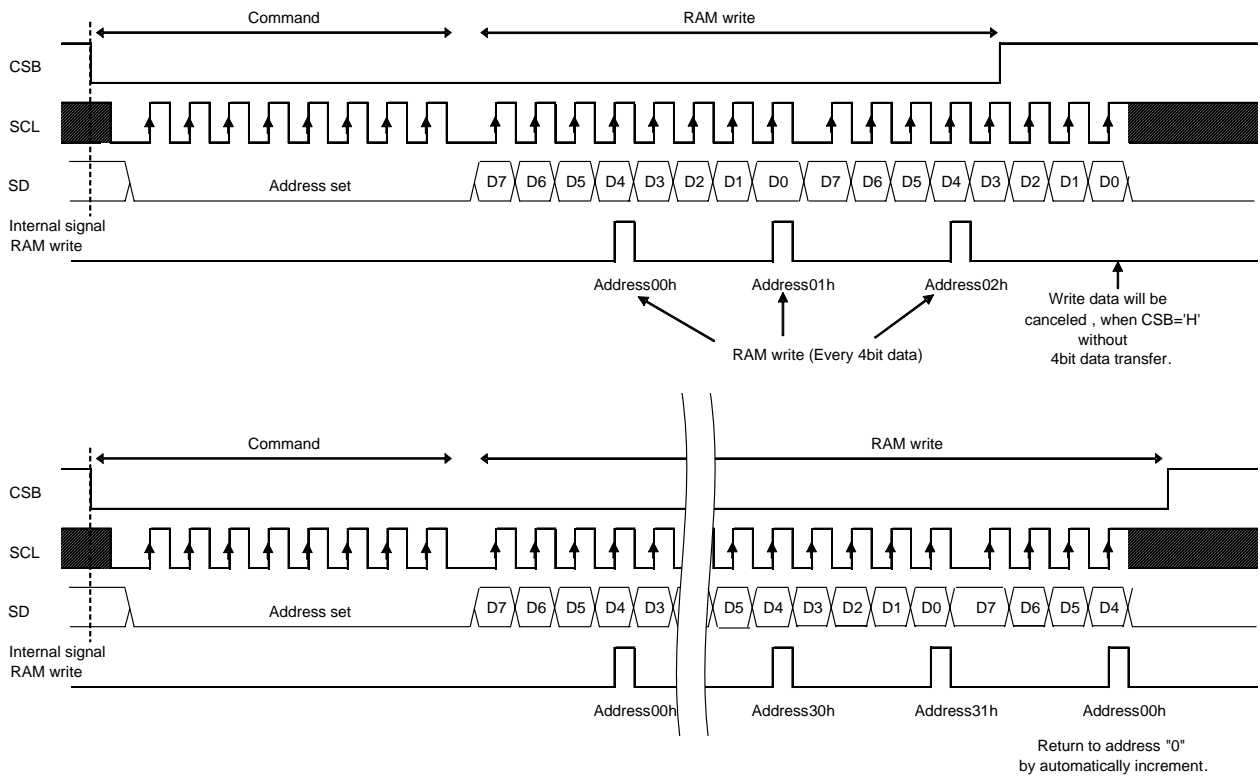 Command RAM write
CSB
SCL
SD Address set D7 D6 D5 D4 D3 D2 D1 D0 D7 D6 D5 D4 D3 D2 D1 D0
Internal signal
RAM write
Address00h Address01h Address02h
Write data will be
canceled , when CSB='H'
without
4bit data transfer.
RAM write (Every 4bit data)
Command RAM write
CSB
SCL
SD Address set D7 D6 D5 D4 D3 D5 D4 D3 D2 D1 D0 D7 D6 D5 D4
Internal signal
RAM write
Address00h Address30h Address31h Address00h
Return to address "0"
by automatically increment.